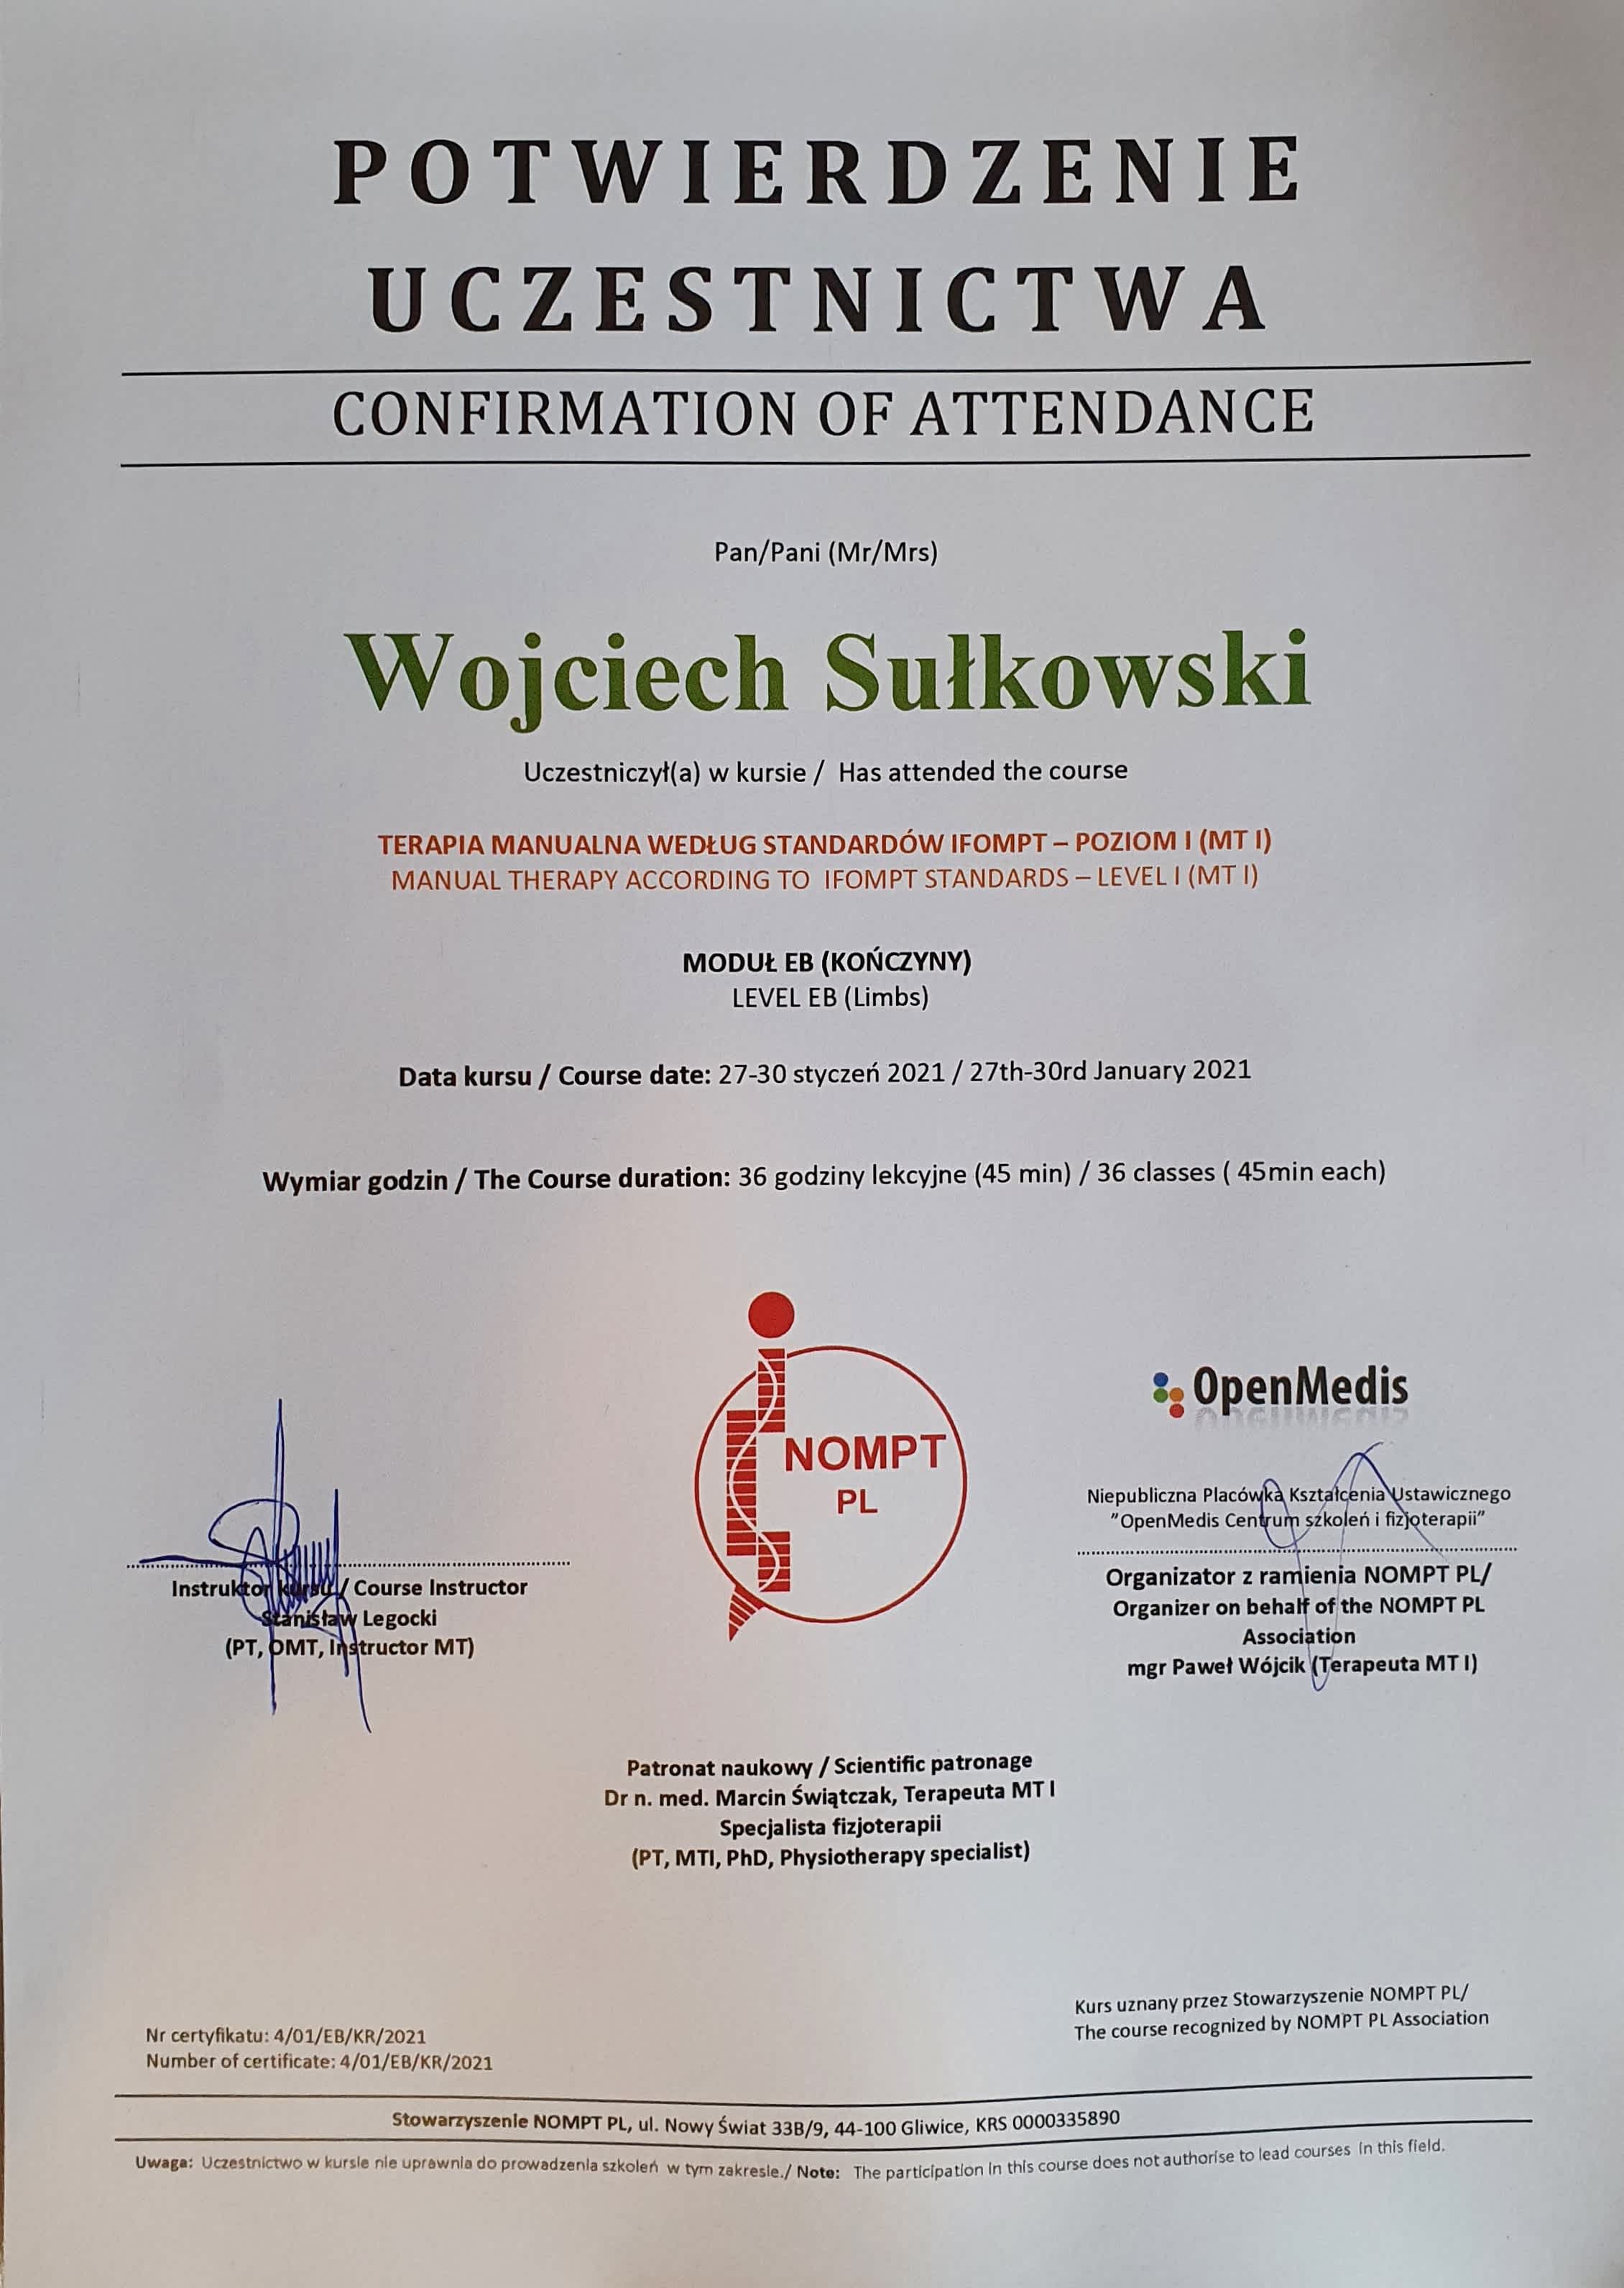 POTWIERDZENIE
UCZESTNICTWA
CONFIRMATION OF ATTENDANCE
Pan/Pani (Mr/Mrs)
Wojciech Sułkowski
Uczestniczył(a) w kursie / Has attended the course
TERAPIA MANUALNA WEDŁUG STANDARDÓW IFOMPT – POZIOM I (MT I)
MANUAL THERAPY ACCORDING TO IFOMPT STANDARDS – LEVEL I (MT I)
MODUŁ EB (KOŃCZYNY)
LEVEL EB (Limbs)
Data kursu / Course date: 27-30 styczeń 2021 / 27th-30rd January 2021
Wymiar godzin / The Course duration: 36 godziny lekcyjne (45 min) / 36 classes ( 45min each)
NOMPT
PL
OpenMedis
Niepubliczna Placówka Kształcenia Ustawicznego
"OpenMedis Centrum szkoleń i fizjoterapii"
Instruktor kursu / Course Instructor
Stanisław Legocki
(PT, OMT, Instructor MT)
Organizator z ramienia NOMPT PL/
Organizer on behalf of the NOMPT PL
Association
mgr Paweł Wójcik (Terapeuta MT I)
Patronat naukowy / Scientific patronage
Dr n. med. Marcin Świątczak, Terapeuta MT I
Specjalista fizjoterapii
(PT, MTI, PhD, Physiotherapy specialist)
Kurs uznany przez Stowarzyszenie NOMPT PL/
The course recognized by NOMPT PL Association
Nr certyfikatu: 4/01/EB/KR/2021
Number of certificate: 4/01/EB/KR/2021
Stowarzyszenie NOMPT PL, ul. Nowy Świat 33B/9, 44-100 Gliwice, KRS 0000335890
Uwaga: Uczestnictwo w kursie nie uprawnia do prowadzenia szkoleń w tym zakresie./ Note: The participation in this course does not authorise to lead courses in this field.